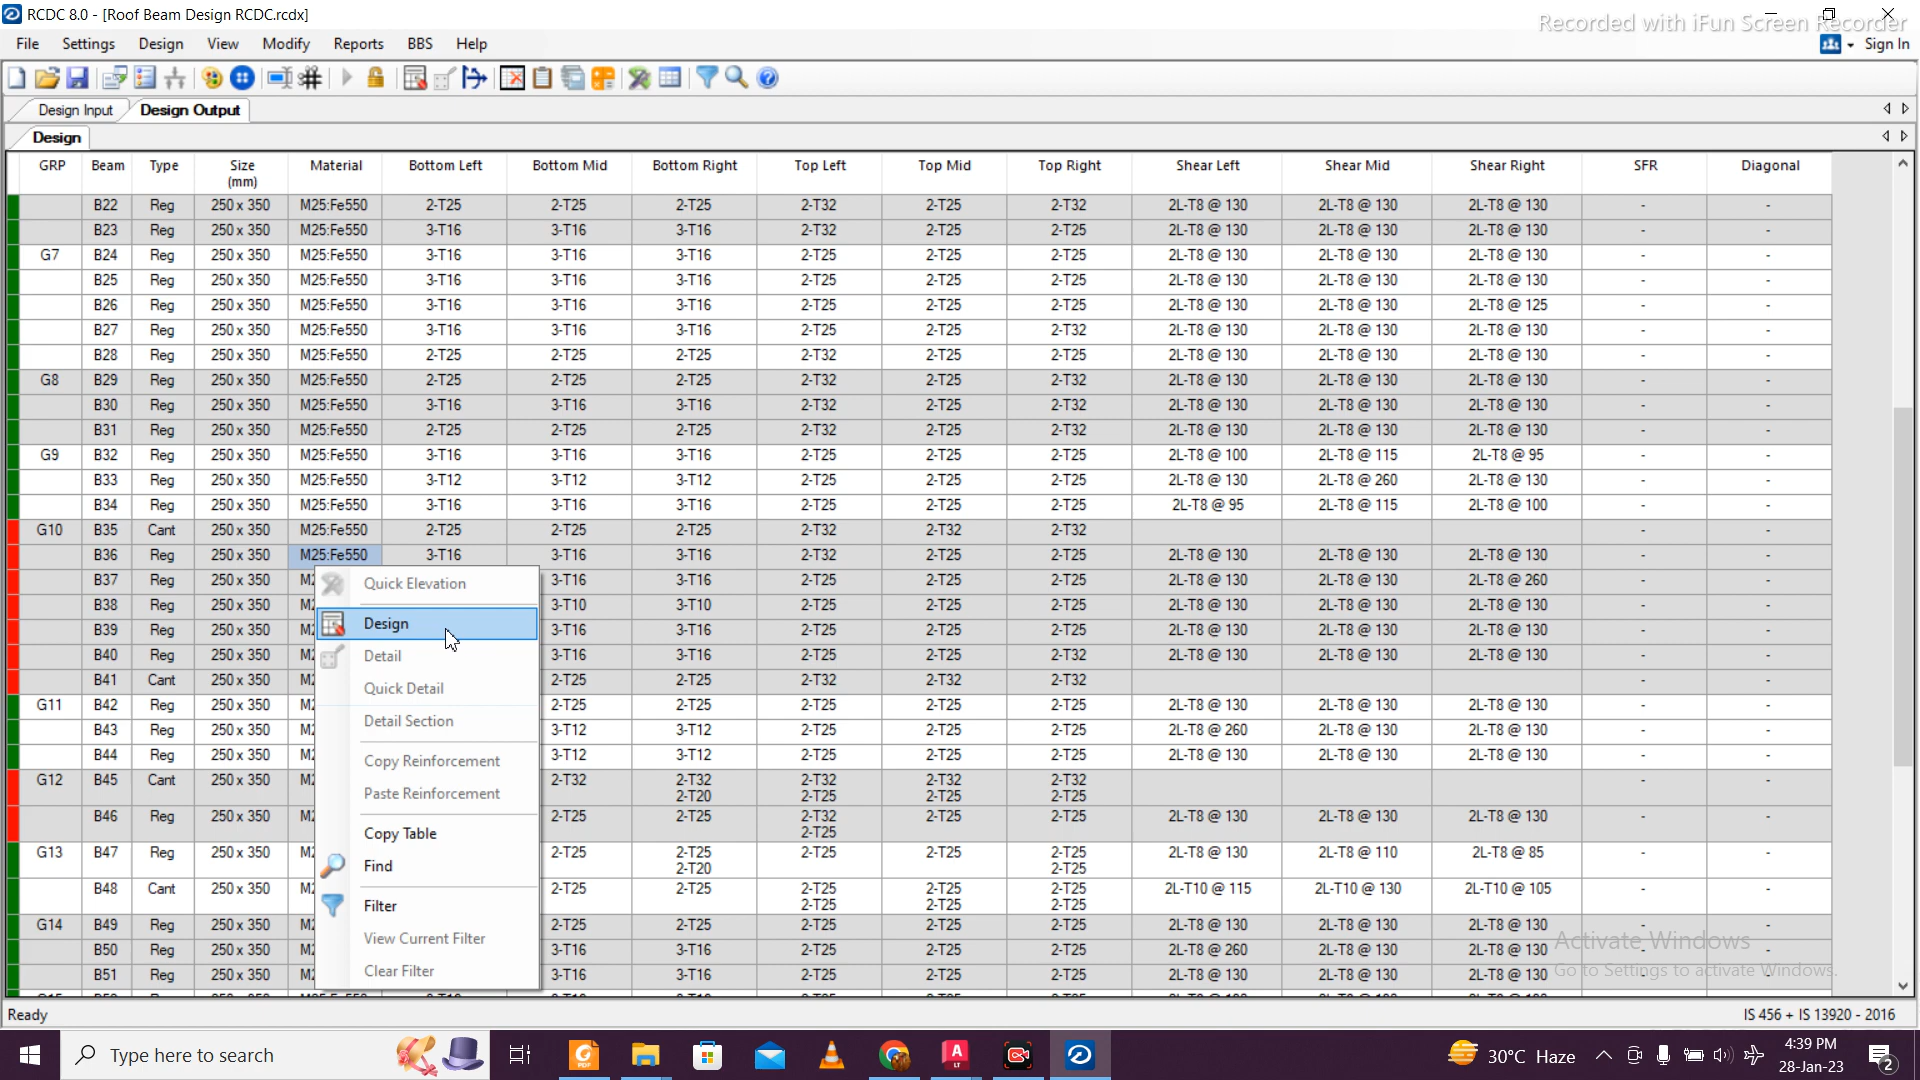 RCDC 8.0 - [Roof Beam Design RCDC.rcdx]
Recorded with iFun Screen Recorder
File Settings Design View Modify Reports BBS Help Sign In
Design Input Design Output
Design
GRP Beam Type Size (mm) Material Bottom Left Bottom Mid Bottom Right Top Left Top Mid Top Right Shear Left Shear Mid Shear Right SFR Diagonal
B22 Reg 250 x 350 M25:Fe550 2-T25 2-T25 2-T25 2-T32 2-T25 2-T32 2L-T8 @ 130 2L-T8 @ 130 2L-T8 @ 130 - -
B23 Reg 250 x 350 M25:Fe550 3-T16 3-T16 3-T16 2-T32 2-T25 2-T25 2L-T8 @ 130 2L-T8 @ 130 2L-T8 @ 130 - -
G7 B24 Reg 250 x 350 M25:Fe550 3-T16 3-T16 3-T16 2-T25 2-T25 2-T25 2L-T8 @ 130 2L-T8 @ 130 2L-T8 @ 130 - -
B25 Reg 250 x 350 M25:Fe550 3-T16 3-T16 3-T16 2-T25 2-T25 2-T25 2L-T8 @ 130 2L-T8 @ 130 2L-T8 @ 130 - -
B26 Reg 250 x 350 M25:Fe550 3-T16 3-T16 3-T16 2-T25 2-T25 2-T25 2L-T8 @ 130 2L-T8 @ 130 2L-T8 @ 125 - -
B27 Reg 250 x 350 M25:Fe550 3-T16 3-T16 3-T16 2-T25 2-T25 2-T32 2L-T8 @ 130 2L-T8 @ 130 2L-T8 @ 130 - -
B28 Reg 250 x 350 M25:Fe550 2-T25 2-T25 2-T25 2-T32 2-T25 2-T25 2L-T8 @ 130 2L-T8 @ 130 2L-T8 @ 130 - -
G8 B29 Reg 250 x 350 M25:Fe550 2-T25 2-T25 2-T25 2-T32 2-T25 2-T32 2L-T8 @ 130 2L-T8 @ 130 2L-T8 @ 130 - -
B30 Reg 250 x 350 M25:Fe550 3-T16 3-T16 3-T16 2-T32 2-T25 2-T32 2L-T8 @ 130 2L-T8 @ 130 2L-T8 @ 130 - -
B31 Reg 250 x 350 M25:Fe550 2-T25 2-T25 2-T25 2-T32 2-T25 2-T25 2L-T8 @ 130 2L-T8 @ 130 2L-T8 @ 130 - -
G9 B32 Reg 250 x 350 M25:Fe550 3-T16 3-T16 3-T16 2-T25 2-T25 2-T25 2L-T8 @ 100 2L-T8 @ 115 2L-T8 @ 95 - -
B33 Reg 250 x 350 M25:Fe550 3-T12 3-T12 3-T12 2-T25 2-T25 2-T25 2L-T8 @ 130 2L-T8 @ 260 2L-T8 @ 130 - -
B34 Reg 250 x 350 M25:Fe550 3-T16 3-T16 3-T16 2-T25 2-T25 2-T25 2L-T8 @ 95 2L-T8 @ 115 2L-T8 @ 100 - -
G10 B35 Cant 250 x 350 M25:Fe550 2-T25 2-T25 2-T25 2-T32 2-T32 2-T32 - -
B36 Reg 250 x 350 M25:Fe550 3-T16 3-T16 3-T16 2-T32 2-T25 2-T25 2L-T8 @ 130 2L-T8 @ 130 2L-T8 @ 130 - -
B37 Reg 250 x 350 3-T16 3-T16 2-T25 2-T25 2-T25 2L-T8 @ 130 2L-T8 @ 130 2L-T8 @ 260 - -
B38 Reg 250 x 350 3-T10 3-T10 2-T25 2-T25 2-T25 2L-T8 @ 130 2L-T8 @ 130 2L-T8 @ 130 - -
B39 Reg 250 x 350 3-T16 3-T16 2-T25 2-T25 2-T25 2L-T8 @ 130 2L-T8 @ 130 2L-T8 @ 130 - -
B40 Reg 250 x 350 3-T16 3-T16 2-T25 2-T25 2-T32 2L-T8 @ 130 2L-T8 @ 130 2L-T8 @ 130 - -
B41 Cant 250 x 350 2-T25 2-T25 2-T32 2-T32 2-T32 - -
G11 B42 Reg 250 x 350 2-T25 2-T25 2-T25 2-T25 2-T25 2L-T8 @ 130 2L-T8 @ 130 2L-T8 @ 130 - -
B43 Reg 250 x 350 3-T12 3-T12 2-T25 2-T25 2-T25 2L-T8 @ 260 2L-T8 @ 130 2L-T8 @ 130 - -
B44 Reg 250 x 350 3-T12 3-T12 2-T25 2-T25 2-T25 2L-T8 @ 130 2L-T8 @ 130 2L-T8 @ 130 - -
G12 B45 Cant 250 x 350 2-T32 2-T32 2-T32 2-T32 2-T32 - -
2-T20 2-T25 2-T25 2-T25
B46 Reg 250 x 350 2-T25 2-T25 2-T32 2-T25 2-T25 2L-T8 @ 130 2L-T8 @ 130 2L-T8 @ 130 - -
2-T25
G13 B47 Reg 250 x 350 2-T25 2-T25 2-T25 2-T25 2-T25 2L-T8 @ 130 2L-T8 @ 110 2L-T8 @ 85 - -
2-T20 2-T25
B48 Cant 250 x 350 2-T25 2-T25 2-T25 2-T25 2-T25 2L-T10 @ 115 2L-T10 @ 130 2L-T10 @ 105 - -
2-T25 2-T25 2-T25
G14 B49 Reg 250 x 350 2-T25 2-T25 2-T25 2-T25 2-T25 2L-T8 @ 130 2L-T8 @ 130 2L-T8 @ 130 - -
B50 Reg 250 x 350 3-T16 3-T16 2-T25 2-T25 2-T25 2L-T8 @ 260 2L-T8 @ 130 2L-T8 @ 130 - -
B51 Reg 250 x 350 3-T16 3-T16 2-T25 2-T25 2-T25 2L-T8 @ 130 2L-T8 @ 130 2L-T8 @ 130 - -
Quick Elevation
Design
Detail
Quick Detail
Detail Section
Copy Reinforcement
Paste Reinforcement
Copy Table
Find
Filter
View Current Filter
Clear Filter
Activate Windows
Go to Settings to activate Windows.
Ready IS 456 + IS 13920 - 2016
Type here to search
30°C Haze
4:39 PM
28-Jan-23
2